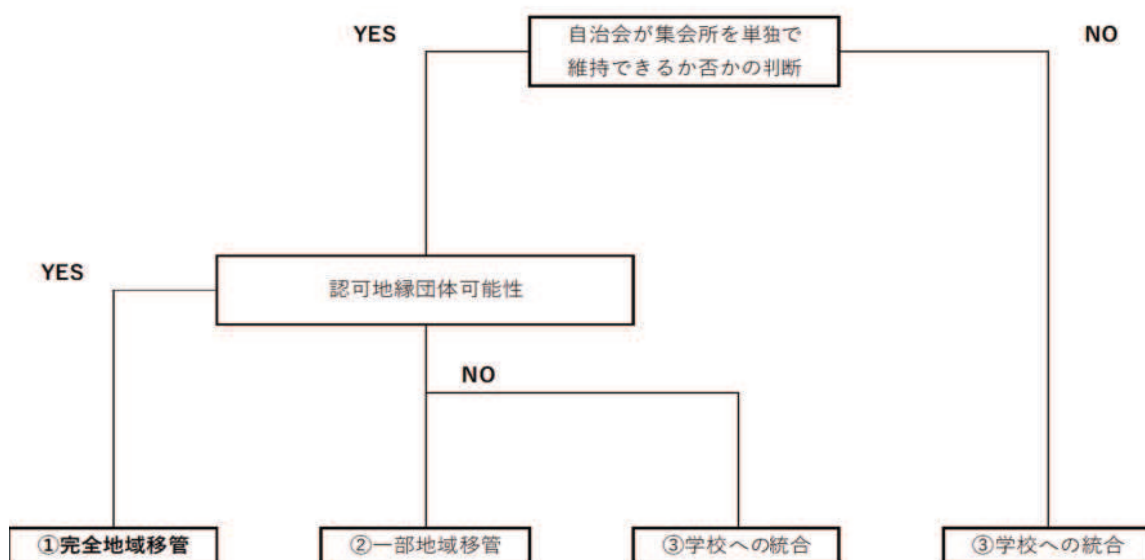 YES
自治会が集会所を単独で
維持できるか否かの判断
NO
YES
認可地縁団体可能性
NO
①完全地域移管
②一部地域移管
③学校への統合
③学校への統合